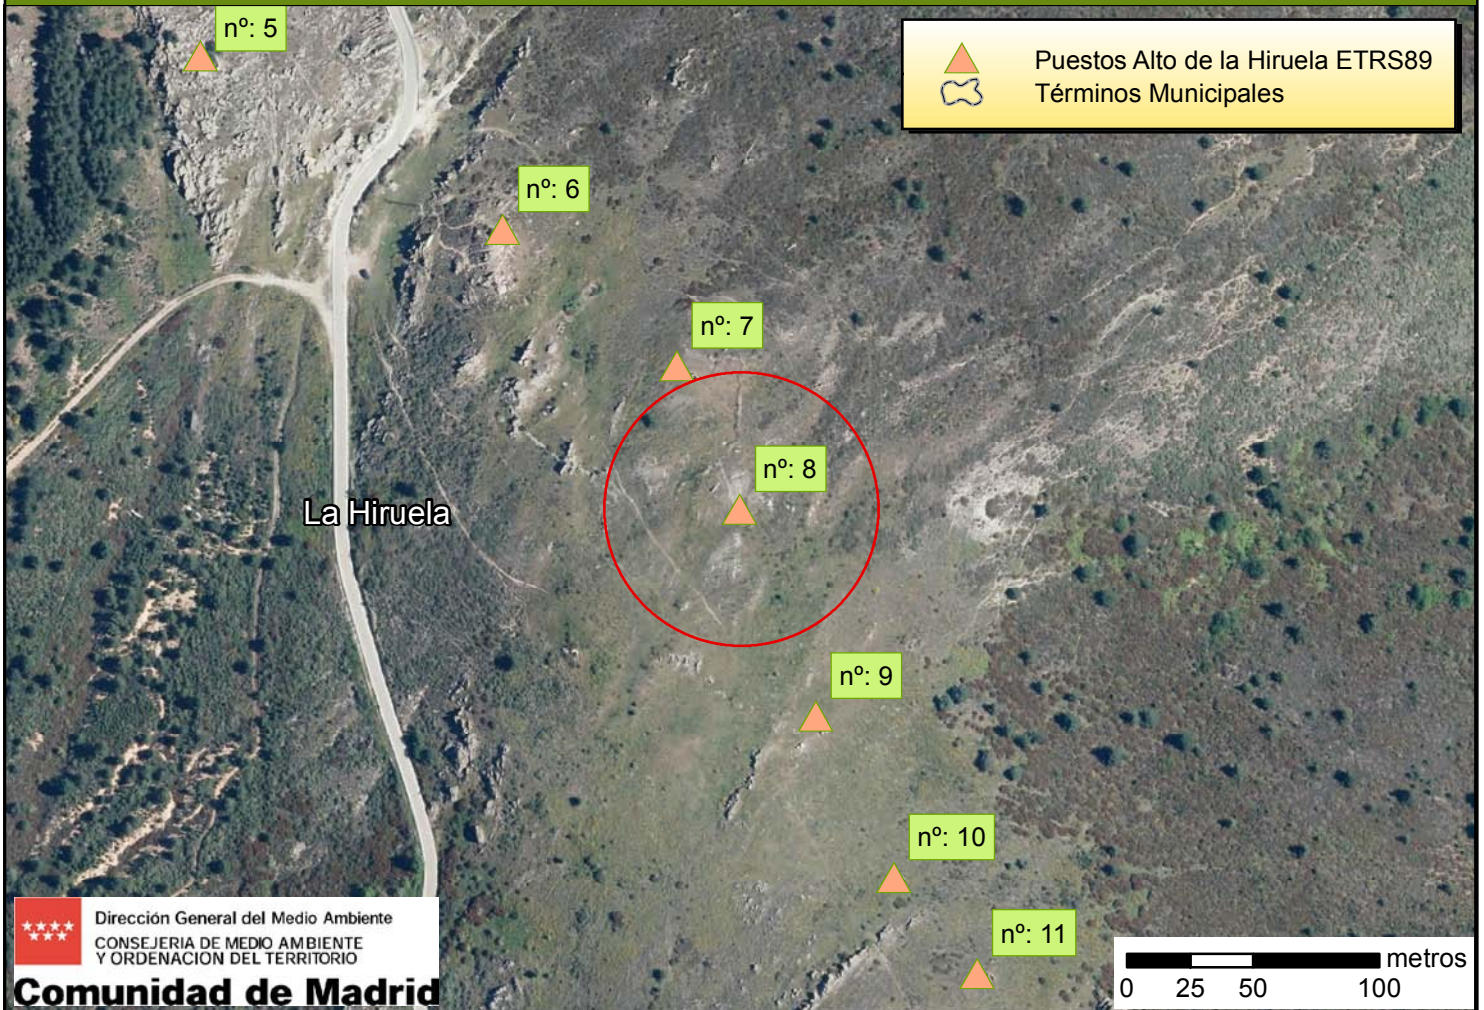 nº: 5
Puestos Alto de la Hiruela ETRS89
Términos Municipales
nº: 6
nº: 7
nº: 8
La Hiruela
nº: 9
nº: 10
nº: 11
Dirección General del Medio Ambiente
CONSEJERIA DE MEDIO AMBIENTE
Y ORDENACION DEL TERRITORIO
Comunidad de Madrid
metros
0 25 50 100